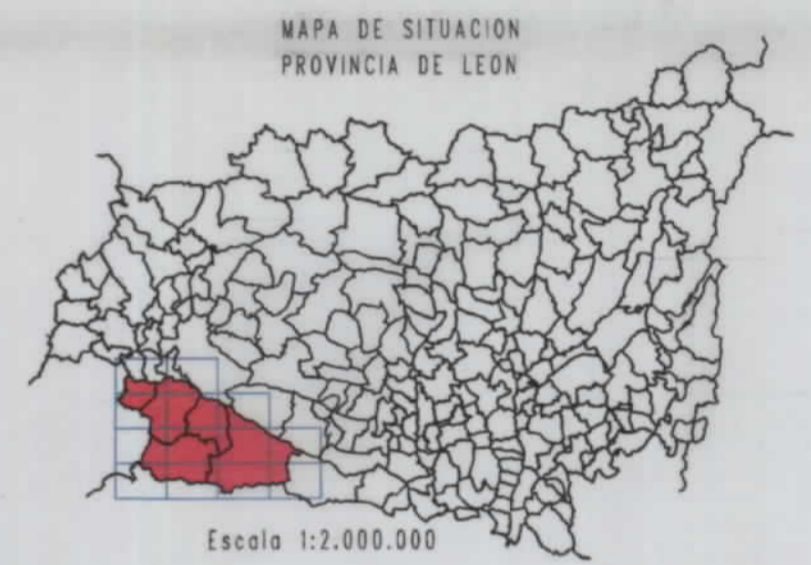 MAPA DE SITUACION
PROVINCIA DE LEON
Escala 1:2.000.000